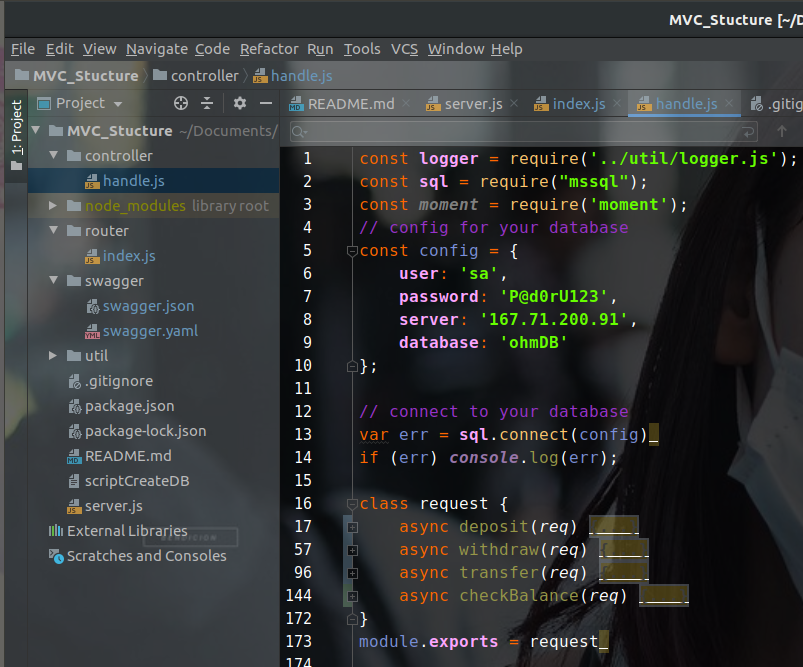 MVC_Stucture [~/D
File Edit View Navigate Code Refactor Run Tools VCS Window Help
MVC_Stucture controller handle.js
1: Project
Project
README.md server.js index.js handle.js .gitig
MVC_Stucture ~/Documents/
controller
handle.js
node_modules library root
router
index.js
swagger
swagger.json
swagger.yaml
util
.gitignore
package.json
package-lock.json
README.md
scriptCreateDB
server.js
External Libraries
Scratches and Consoles
1 const logger = require('../util/logger.js');
2 const sql = require("mssql");
3 const moment = require('moment');
4 // config for your database
5 const config = {
6 user: 'sa',
7 password: 'P@d0rU123',
8 server: '167.71.200.91',
9 database: 'ohmDB'
10 };
11
12 // connect to your database
13 var err = sql.connect(config)
14 if (err) console.log(err);
15
16 class request {
17 async deposit(req)
57 async withdraw(req)
96 async transfer(req)
144 async checkBalance(req)
172 }
173 module.exports = request
174